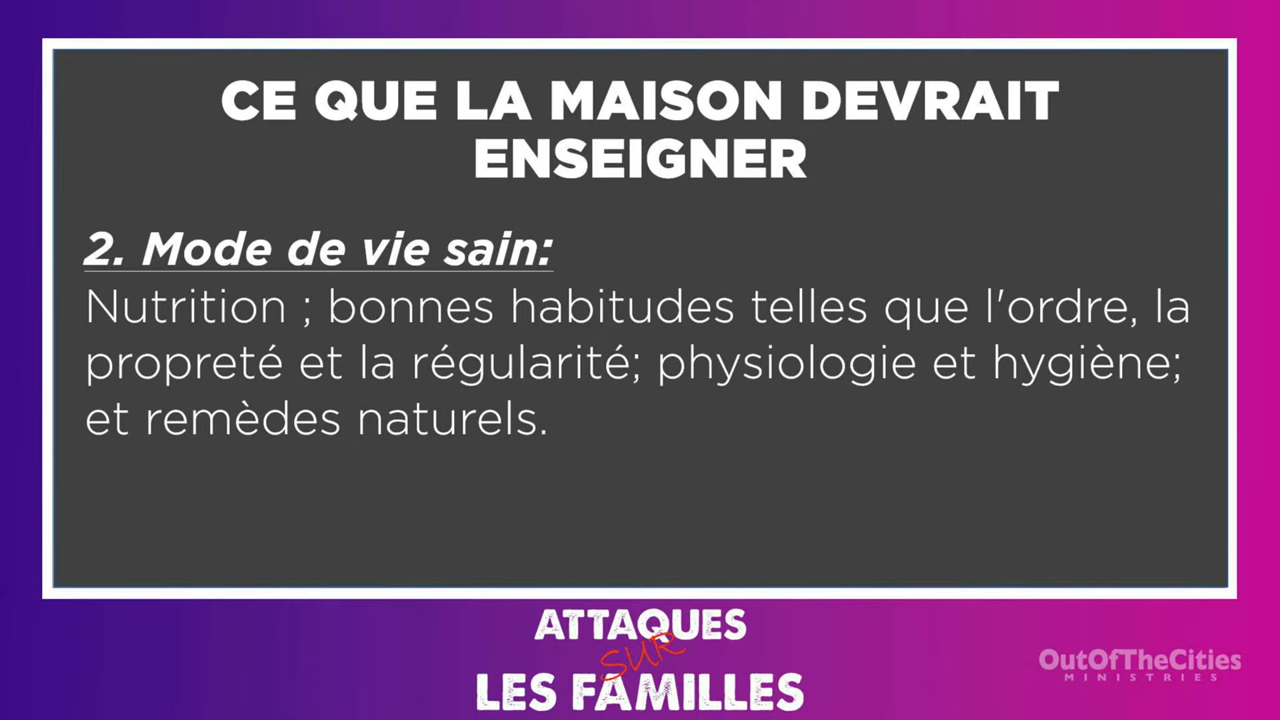 CE QUE LA MAISON DEVRAIT
ENSEIGNER
2. Mode de vie sain:
Nutrition ; bonnes habitudes telles que l'ordre, la
propreté et la régularité; physiologie et hygiène;
et remèdes naturels.
ATTAQUES
SUR
LES FAMILLES
OutOfTheCities
MINISTRIES